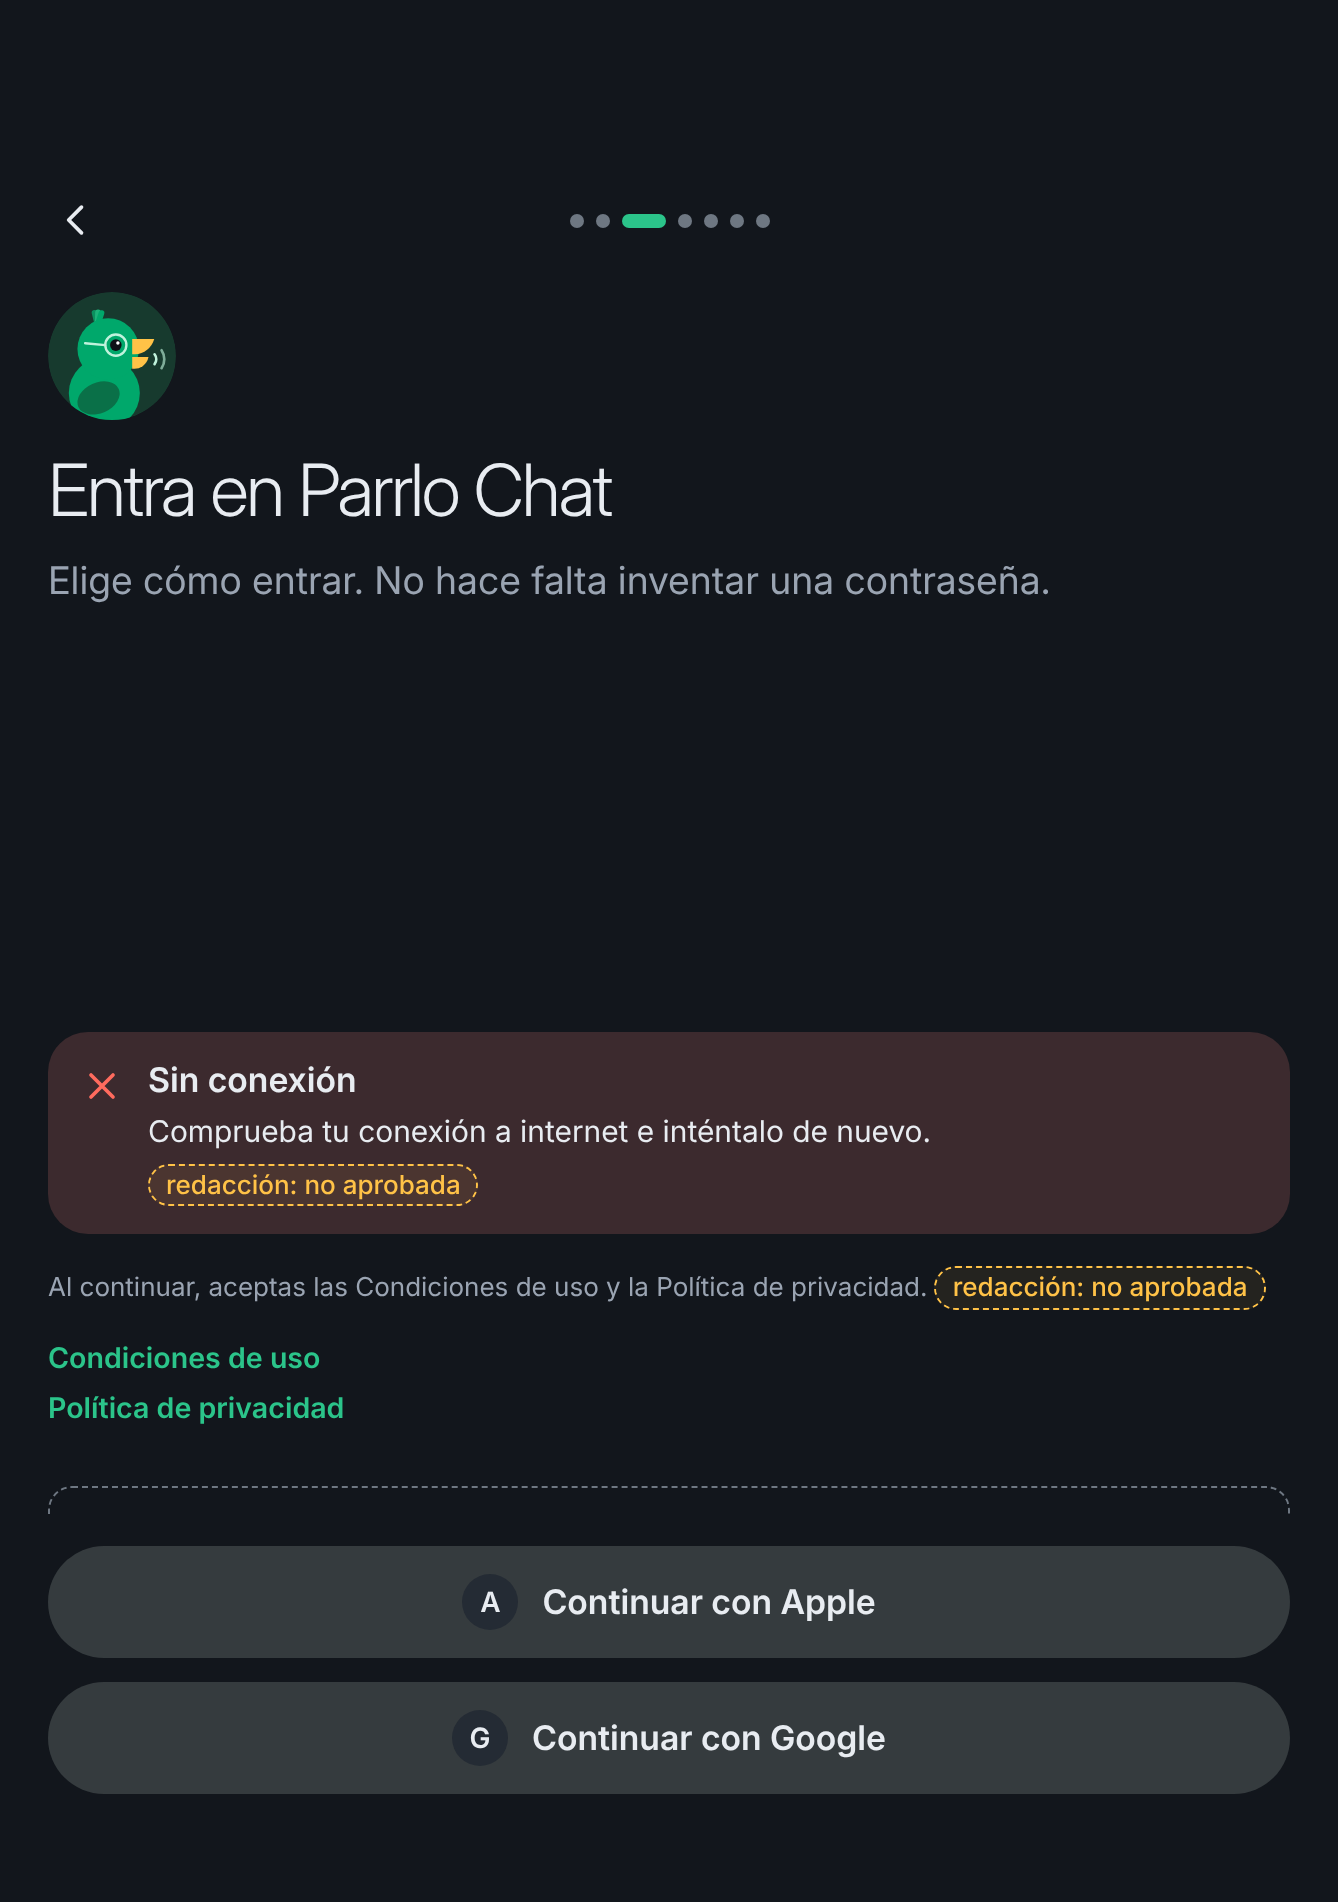 Entra en Parrlo Chat
Elige cómo entrar. No hace falta inventar una contraseña.
Sin conexión
Comprueba tu conexión a internet e inténtalo de nuevo.
redacción: no aprobada
Al continuar, aceptas las Condiciones de uso y la Política de privacidad. redacción: no aprobada
Condiciones de uso
Política de privacidad
A Continuar con Apple
G Continuar con Google